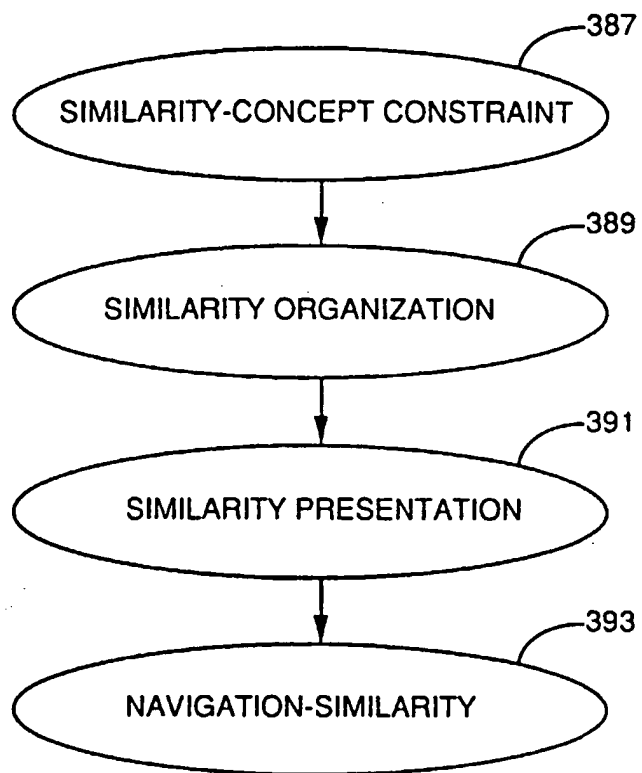 387
SIMILARITY-CONCEPT CONSTRAINT
389
SIMILARITY ORGANIZATION
391
SIMILARITY PRESENTATION
393
NAVIGATION-SIMILARITY